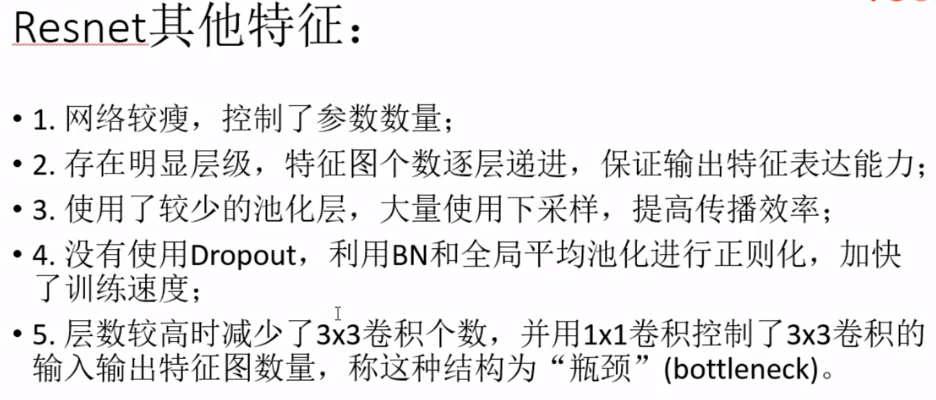 Resnet其他特征：
• 1. 网络较瘦，控制了参数数量；
• 2. 存在明显层级，特征图个数逐层递进，保证输出特征表达能力；
• 3. 使用了较少的池化层，大量使用下采样，提高传播效率；
• 4. 没有使用Dropout，利用BN和全局平均池化进行正则化，加快
了训练速度；
• 5. 层数较高时减少了3x3卷积个数，并用1x1卷积控制了3x3卷积的
输入输出特征图数量，称这种结构为“瓶颈”(bottleneck)。